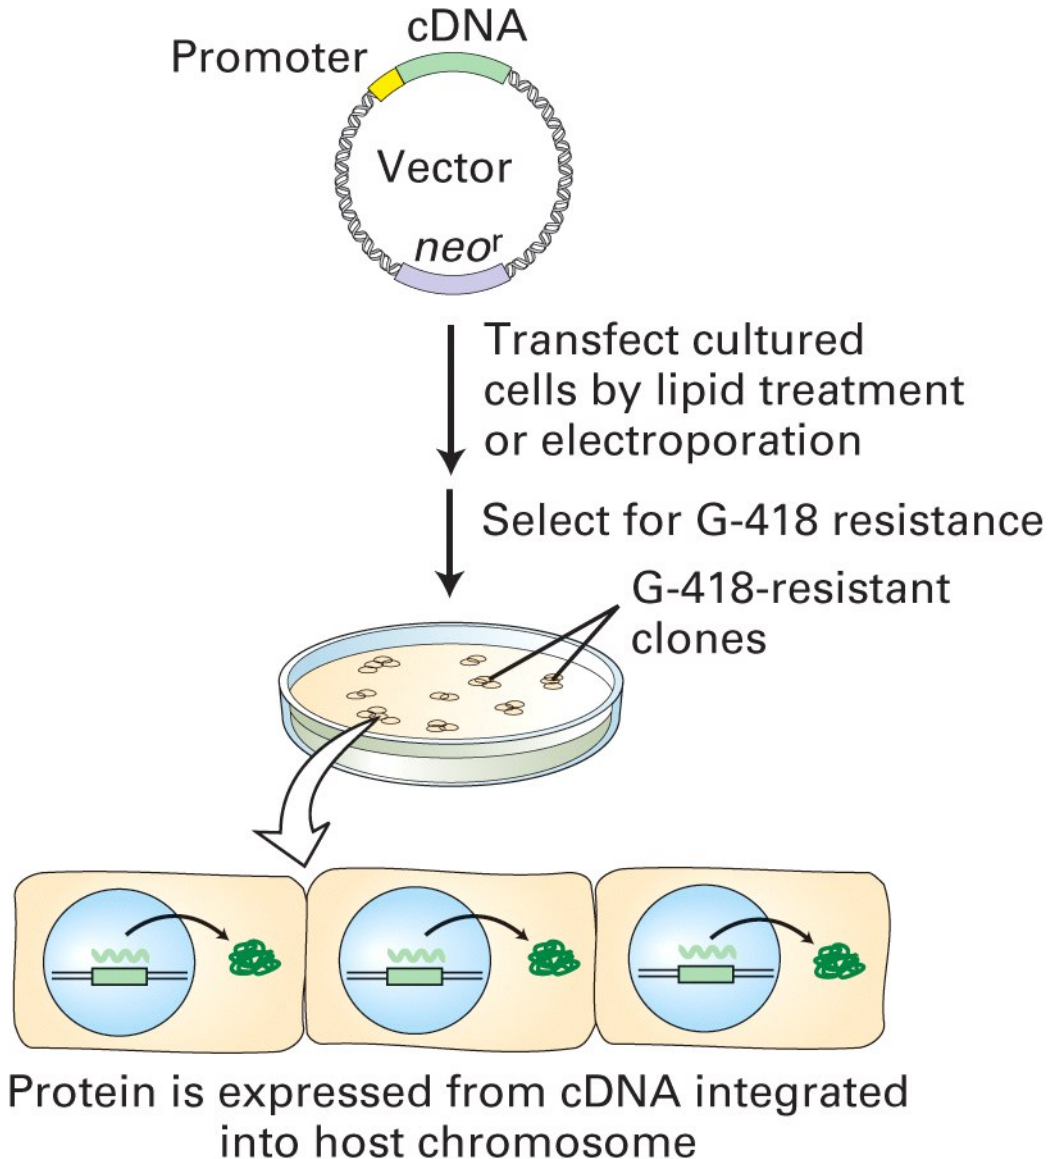 cDNA
Promoter
Vector
neoʳ
Transfect cultured
cells by lipid treatment
or electroporation
Select for G-418 resistance
G-418-resistant
clones
Protein is expressed from cDNA integrated
into host chromosome